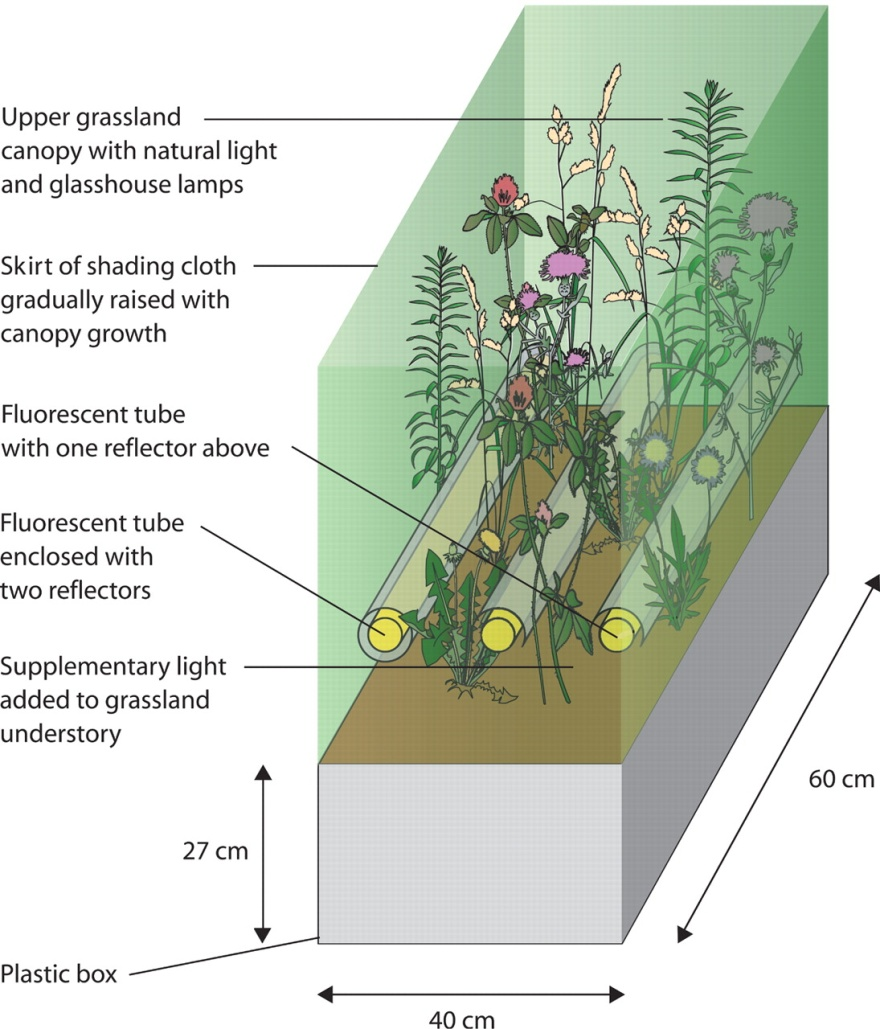 Upper grassland
canopy with natural light
and glasshouse lamps
Skirt of shading cloth
gradually raised with
canopy growth
Fluorescent tube
with one reflector above
Fluorescent tube
enclosed with
two reflectors
Supplementary light
added to grassland
understory
60 cm
27 cm
Plastic box
40 cm